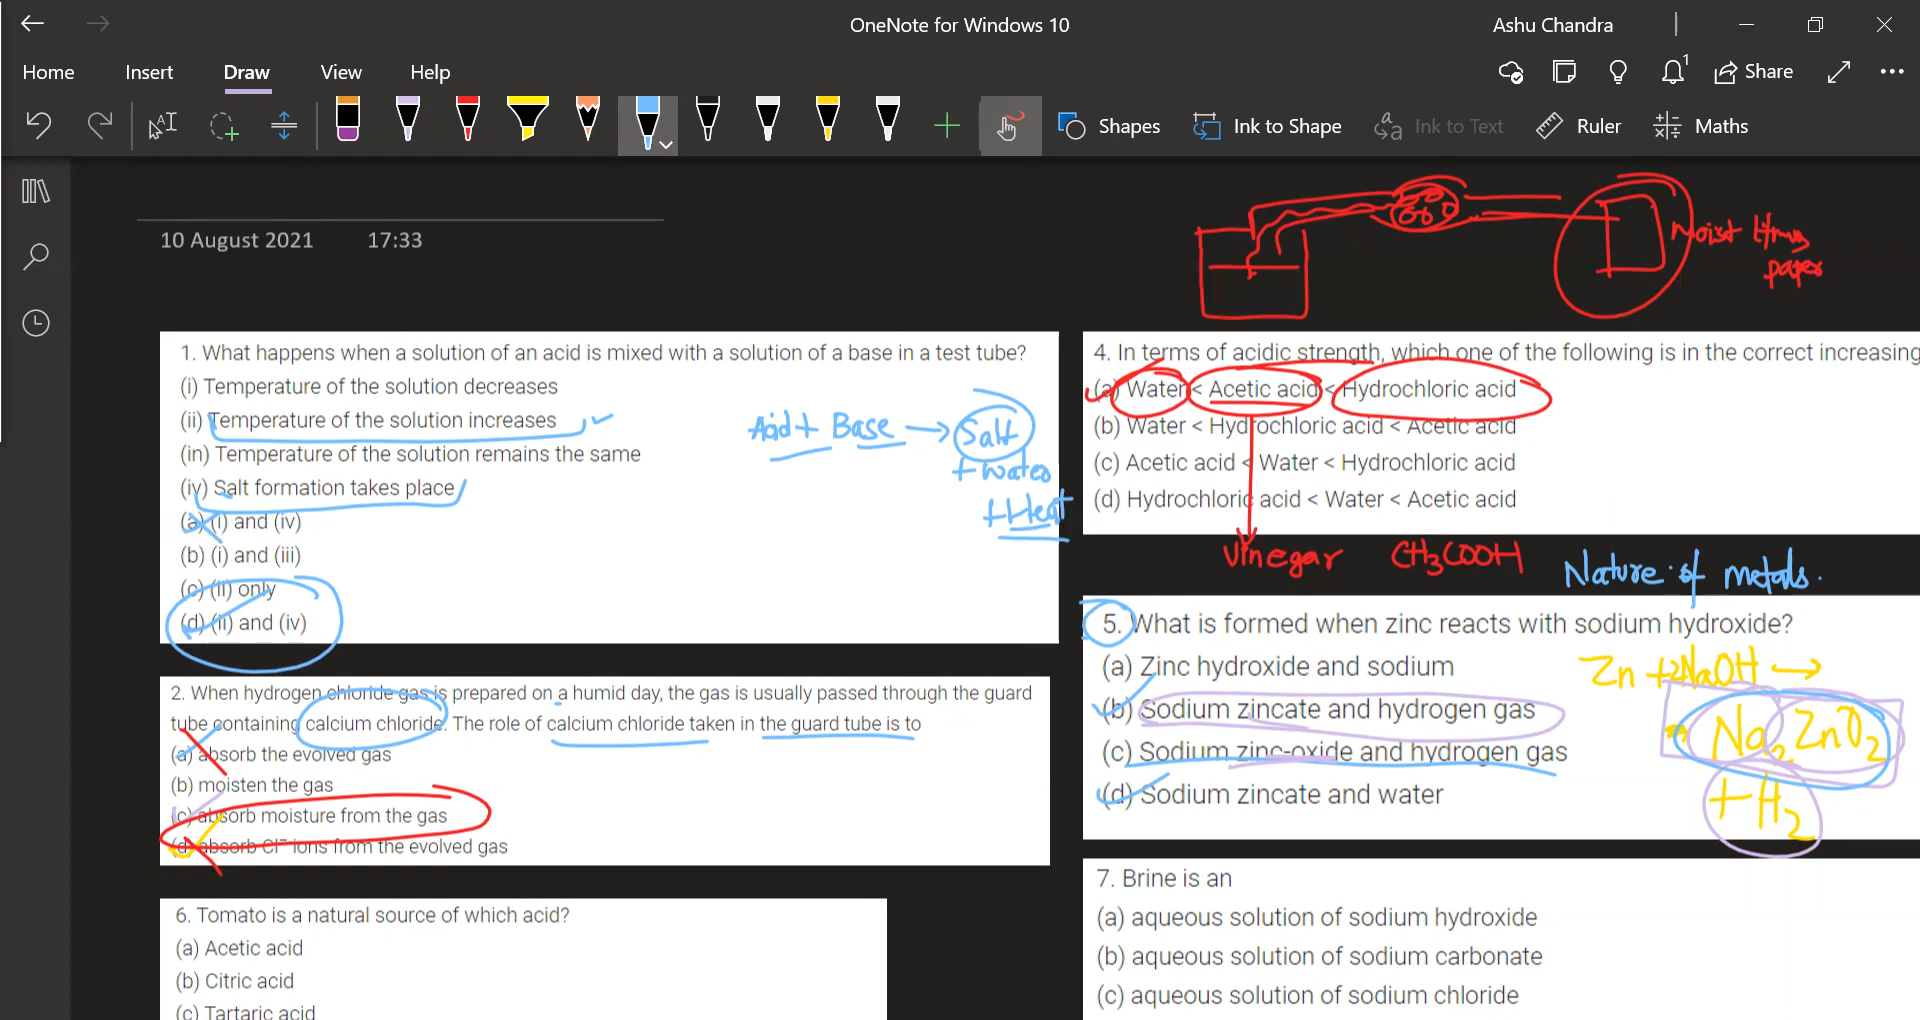 OneNote for Windows 10
Ashu Chandra
Home Insert Draw View Help
1
Share
Shapes
Ink to Shape
Ink to Text
Ruler
Maths
10 August 2021 17:33
Moist litmus
paper
1. What happens when a solution of an acid is mixed with a solution of a base in a test tube?
(i) Temperature of the solution decreases
(ii) Temperature of the solution increases
(in) Temperature of the solution remains the same
(iv) Salt formation takes place
(a) (i) and (iv)
(b) (i) and (iii)
(c) (ii) only
(d) (ii) and (iv)
Acid + Base → Salt
+ Water
+ Heat
2. When hydrogen chloride gas is prepared on a humid day, the gas is usually passed through the guard
tube containing calcium chloride. The role of calcium chloride taken in the guard tube is to
(a) absorb the evolved gas
(b) moisten the gas
(c) absorb moisture from the gas
(d) absorb Cl⁻ ions from the evolved gas
6. Tomato is a natural source of which acid?
(a) Acetic acid
(b) Citric acid
(c) Tartaric acid
4. In terms of acidic strength, which one of the following is in the correct increasing
(a) Water < Acetic acid < Hydrochloric acid
(b) Water < Hydrochloric acid < Acetic acid
(c) Acetic acid < Water < Hydrochloric acid
(d) Hydrochloric acid < Water < Acetic acid
Vinegar CH3COOH
Nature of metals.
5. What is formed when zinc reacts with sodium hydroxide?
(a) Zinc hydroxide and sodium
(b) Sodium zincate and hydrogen gas
(c) Sodium zinc-oxide and hydrogen gas
(d) Sodium zincate and water
Zn + 2NaOH →
Na2ZnO2
+ H2
7. Brine is an
(a) aqueous solution of sodium hydroxide
(b) aqueous solution of sodium carbonate
(c) aqueous solution of sodium chloride